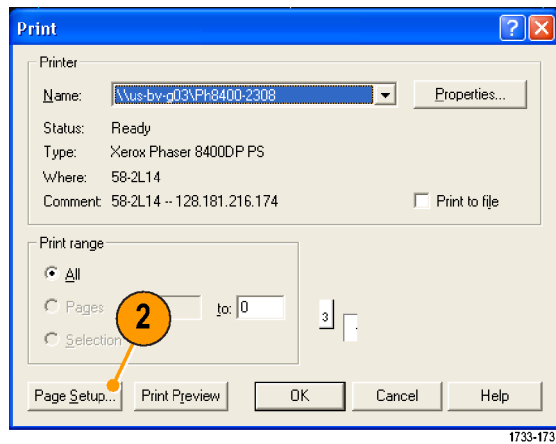 Print
Printer
Name: \\us-bv-g03\Ph8400-2308 Properties...
Status: Ready
Type: Xerox Phaser 8400DP PS
Where: 58-2L14
Comment: 58-2L14 -- 128.181.216.174 Print to file
Print range
All
Pages to: 0
Selection
2
3
Page Setup... Print Preview OK Cancel Help
1733-173